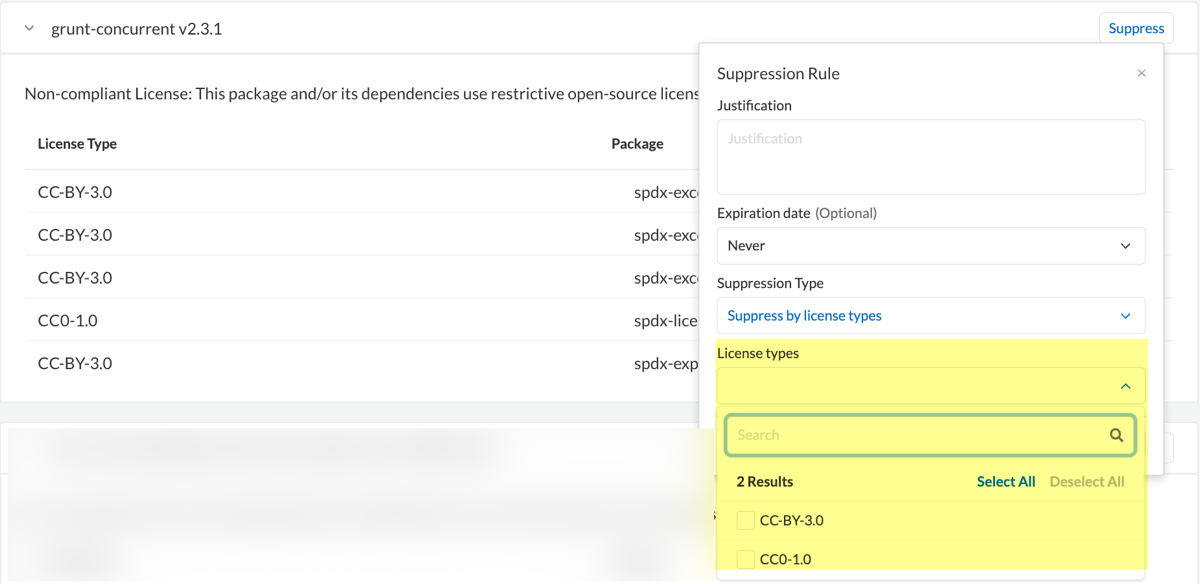 grunt-concurrent v2.3.1
Suppress
Non-compliant License: This package and/or its dependencies use restrictive open-source licens
License Type Package
CC-BY-3.0 spdx-exc
CC-BY-3.0 spdx-exc
CC-BY-3.0 spdx-exc
CC0-1.0 spdx-lice
CC-BY-3.0 spdx-exp
Suppression Rule ×
Justification
Justification
Expiration date (Optional)
Never
Suppression Type
Suppress by license types
License types
Search
2 Results Select All Deselect All
CC-BY-3.0
CC0-1.0